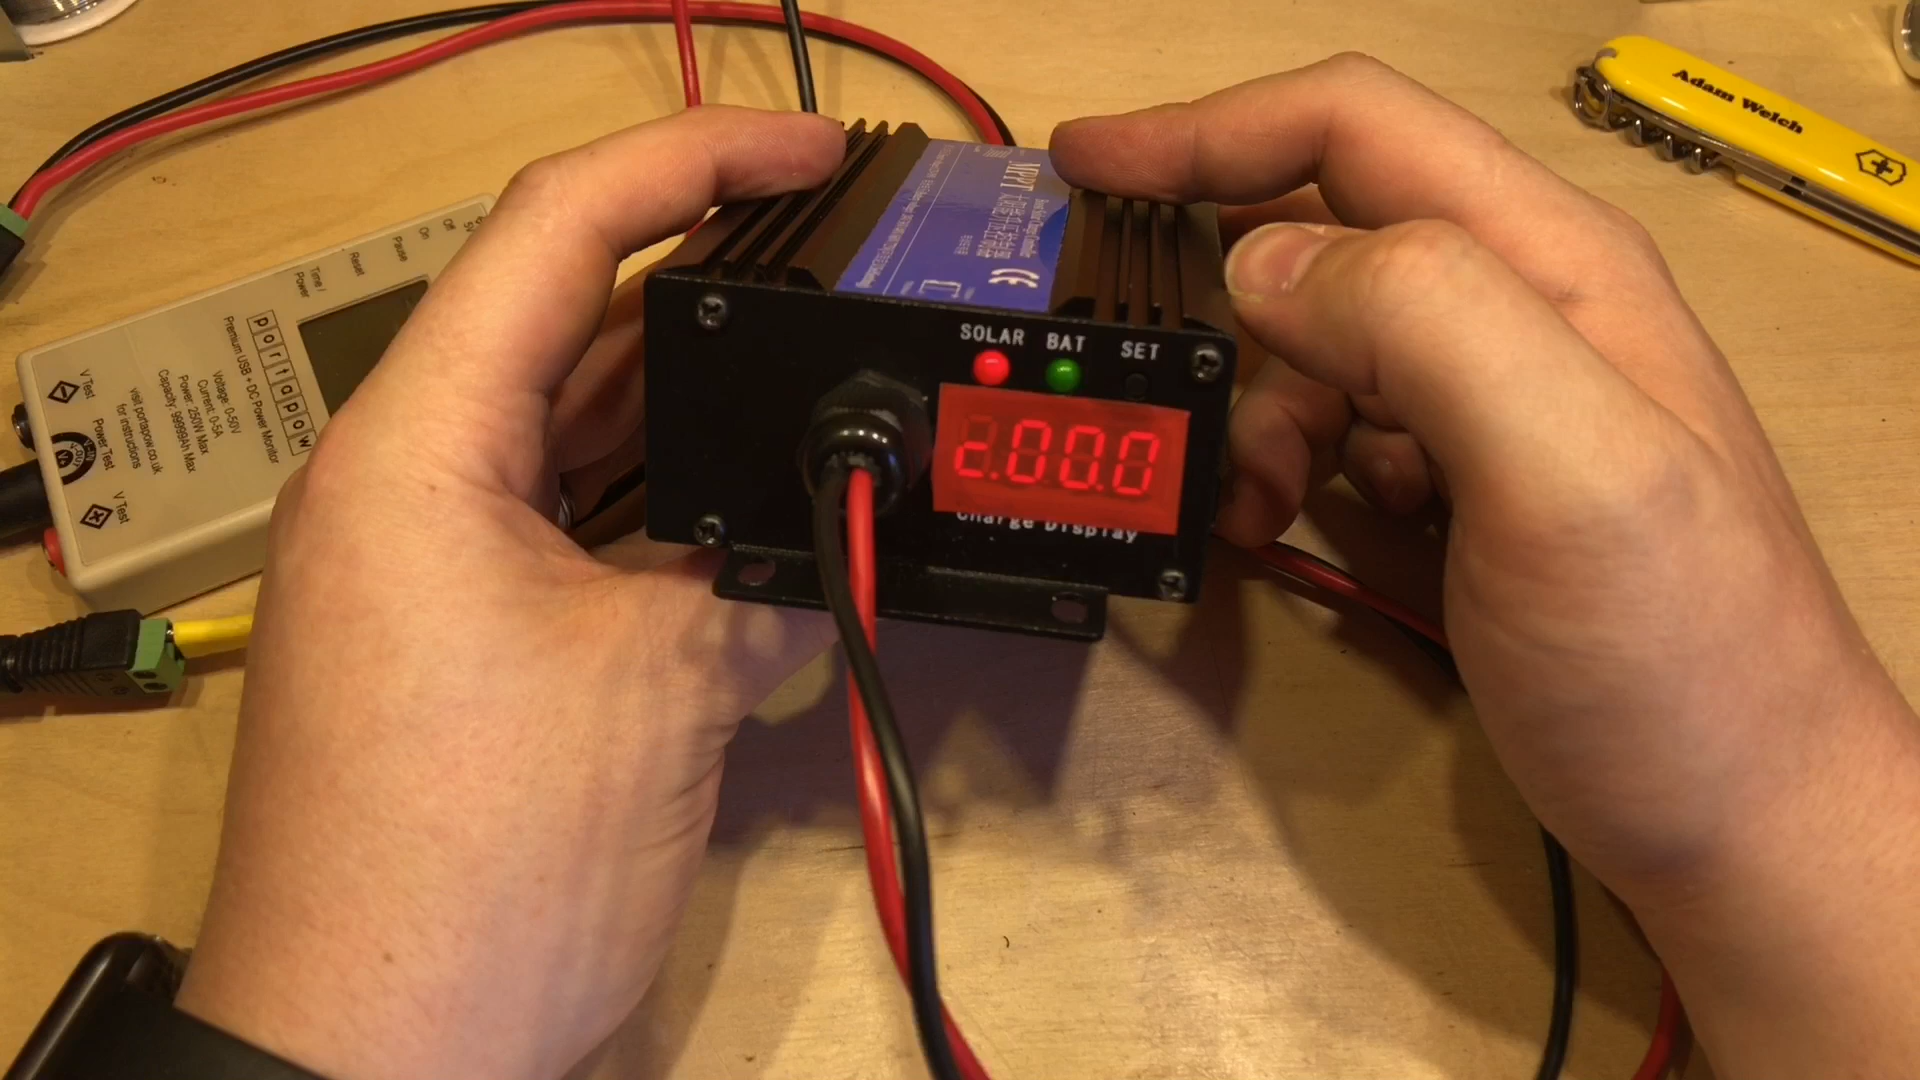 Adam Welch
MPPT
CE
SOLAR BAT SET
c.00.0
Charge Display
5V
Off
On
Pause
Reset
Time /
Power
portapow
Premium USB + DC Power Monitor
Voltage: 0-50V
Current: 0-5A
Power: 250W Max
Capacity: 99999Ah Max
visit portapow.co.uk
for instructions
V Test
Power Test
V Test